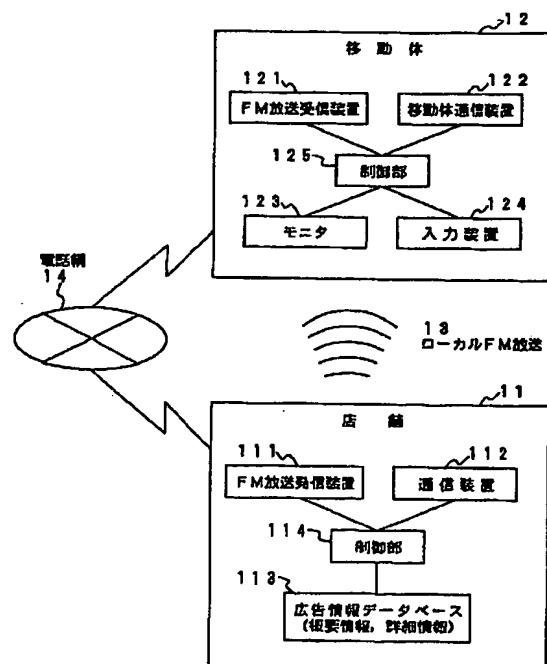 12
移動体
121
122
FM放送受信装置
移動体通信装置
125
制御部
123
124
モニタ
入力装置
電話網
14
13
ローカルFM放送
11
店舗
111
112
FM放送発信装置
通信装置
114
制御部
113
広告情報データベース
(概要情報,詳細情報)